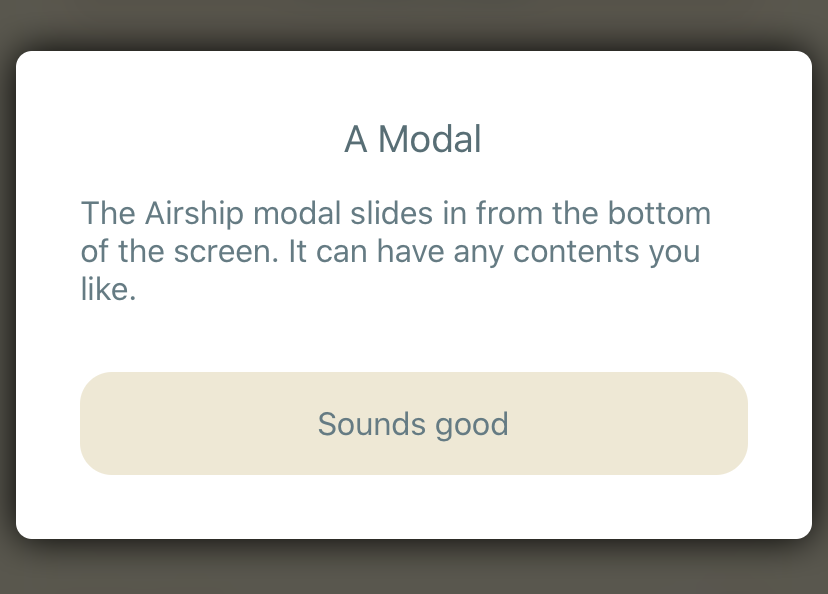 A Modal
The Airship modal slides in from the bottom
of the screen. It can have any contents you
like.
Sounds good